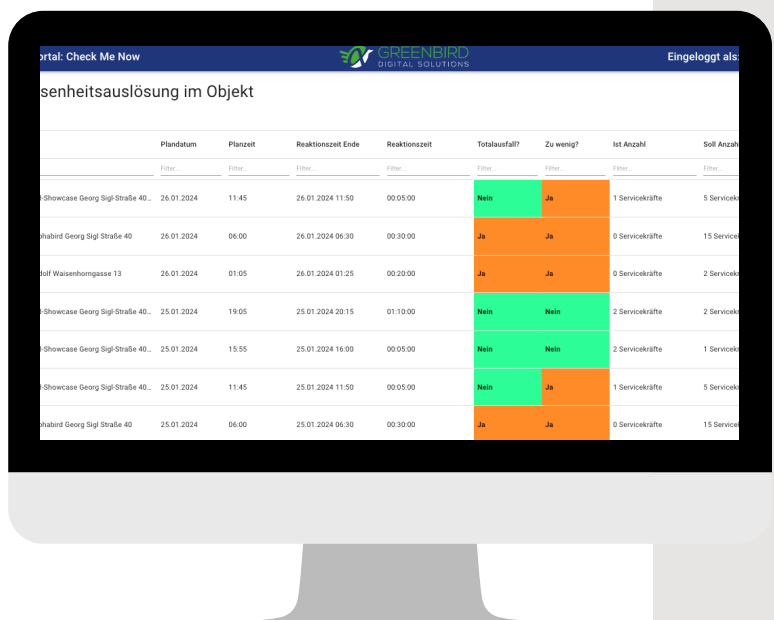 ortal: Check Me Now
GREENBIRD
DIGITAL SOLUTIONS
Eingeloggt als:
senheitsauslösung im Objekt
Plandatum Planzeit Reaktionszeit Ende Reaktionszeit Totalausfall? Zu wenig? Ist Anzahl Soll Anzahl
Filter... Filter... Filter... Filter... Filter... Filter... Filter... Filter...
-Showcase Georg Sigl-Straße 40... 26.01.2024 11:45 26.01.2024 11:50 00:05:00 Nein Ja 1 Servicekräfte 5 Servicekr
phabird Georg Sigl Straße 40 26.01.2024 06:00 26.01.2024 06:30 00:30:00 Ja Ja 0 Servicekräfte 15 Servicek
dolf Waisenhorngasse 13 26.01.2024 01:05 26.01.2024 01:25 00:20:00 Ja Ja 0 Servicekräfte 2 Servicekr
-Showcase Georg Sigl-Straße 40... 25.01.2024 19:05 25.01.2024 20:15 01:10:00 Nein Nein 2 Servicekräfte 2 Servicekr
-Showcase Georg Sigl-Straße 40... 25.01.2024 15:55 25.01.2024 16:00 00:05:00 Nein Nein 2 Servicekräfte 1 Servicekr
-Showcase Georg Sigl-Straße 40... 25.01.2024 11:45 25.01.2024 11:50 00:05:00 Nein Ja 1 Servicekräfte 5 Servicekr
phabird Georg Sigl Straße 40 25.01.2024 06:00 25.01.2024 06:30 00:30:00 Ja Ja 0 Servicekräfte 15 Servicek